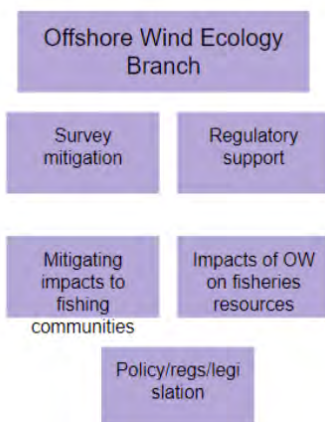 Offshore Wind Ecology
Branch
Survey
mitigation
Regulatory
support
Mitigating
impacts to
fishing
communities
Impacts of OW
on fisheries
resources
Policy/regs/legi
slation